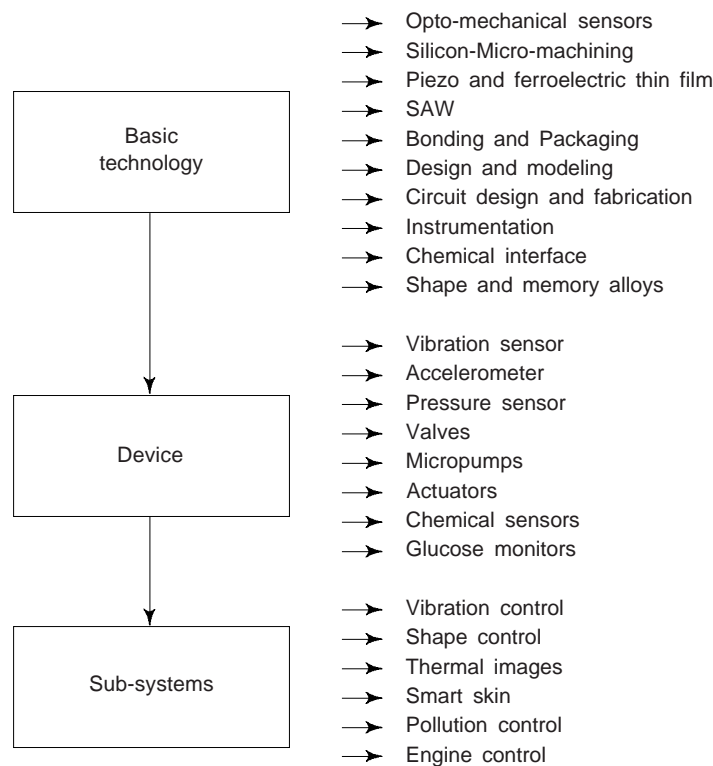 Opto-mechanical sensors
Silicon-Micro-machining
Piezo and ferroelectric thin film
SAW
Basic
technology
Bonding and Packaging
Design and modeling
Circuit design and fabrication
Instrumentation
Chemical interface
Shape and memory alloys
Vibration sensor
Accelerometer
Pressure sensor
Valves
Device
Micropumps
Actuators
Chemical sensors
Glucose monitors
Vibration control
Shape control
Thermal images
Sub-systems
Smart skin
Pollution control
Engine control